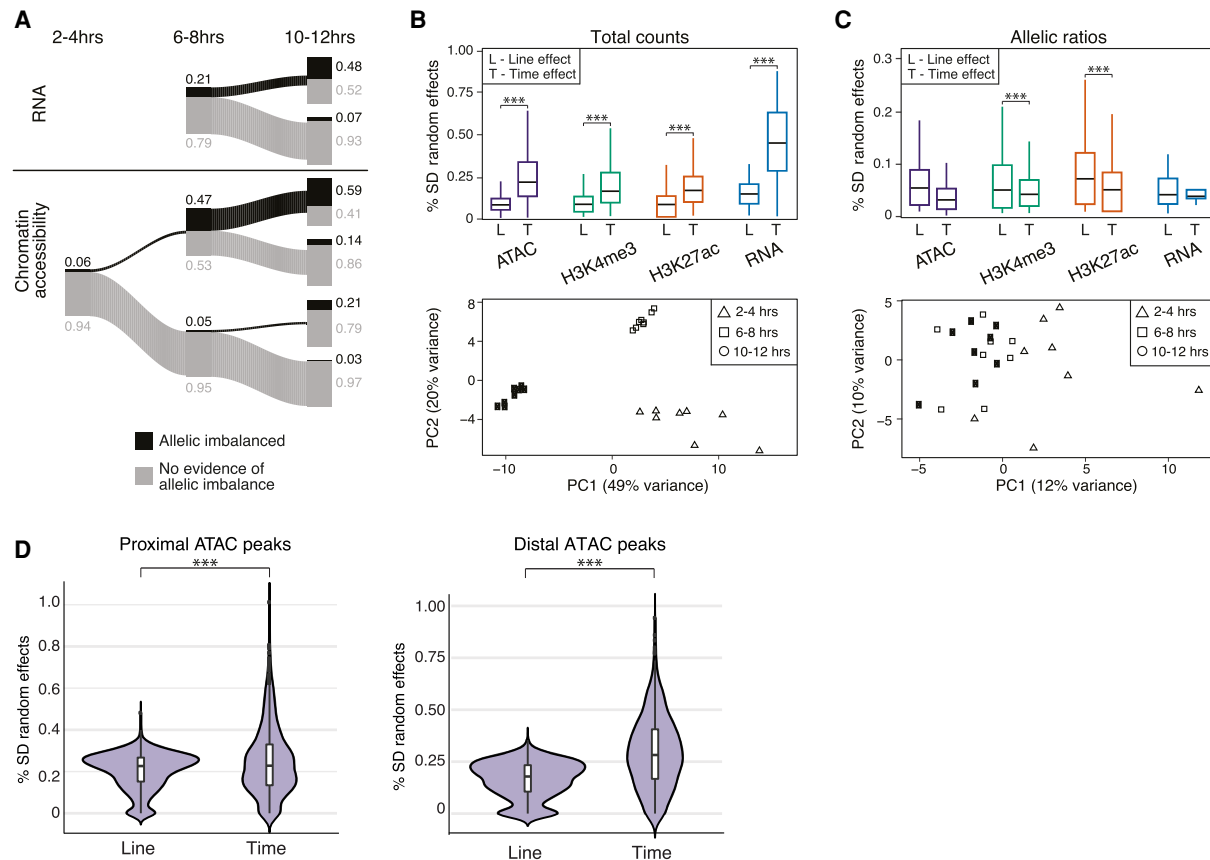 A
2-4hrs
6-8hrs
10-12hrs
RNA
0.21
0.79
0.48
0.52
0.07
0.93
Chromatin
accessibility
0.06
0.94
0.47
0.53
0.05
0.95
0.59
0.41
0.14
0.86
0.21
0.79
0.03
0.97
Allelic imbalanced
No evidence of
allelic imbalance
B
Total counts
% SD random effects
1.00
0.75
0.50
0.25
0
L - Line effect
T - Time effect
***
***
***
***
L T L T L T L T
ATAC
H3K4me3
H3K27ac
RNA
PC2 (20% variance)
8
4
0
−4
2-4 hrs
6-8 hrs
10-12 hrs
−10 0 10
PC1 (49% variance)
C
Allelic ratios
% SD random effects
0.3
0.2
0.1
0
L - Line effect
T - Time effect
***
***
L T L T L T L T
ATAC
H3K4me3
H3K27ac
RNA
PC2 (10% variance)
5
0
−5
2-4 hrs
6-8 hrs
10-12 hrs
−5 0 5 10
PC1 (12% variance)
D
Proximal ATAC peaks
***
% SD random effects
1.0
0.8
0.6
0.4
0.2
0
Line Time
Distal ATAC peaks
***
% SD random effects
1.00
0.75
0.50
0.25
0
Line Time